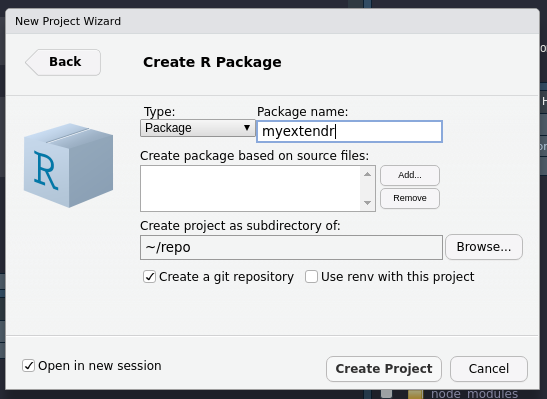 New Project Wizard
Back
Create R Package
Type:
Package name:
Package
myextendr
Create package based on source files:
Add...
Remove
R
Create project as subdirectory of:
~/repo
Browse...
Create a git repository
Use renv with this project
Open in new session
Create Project
Cancel
node_modules